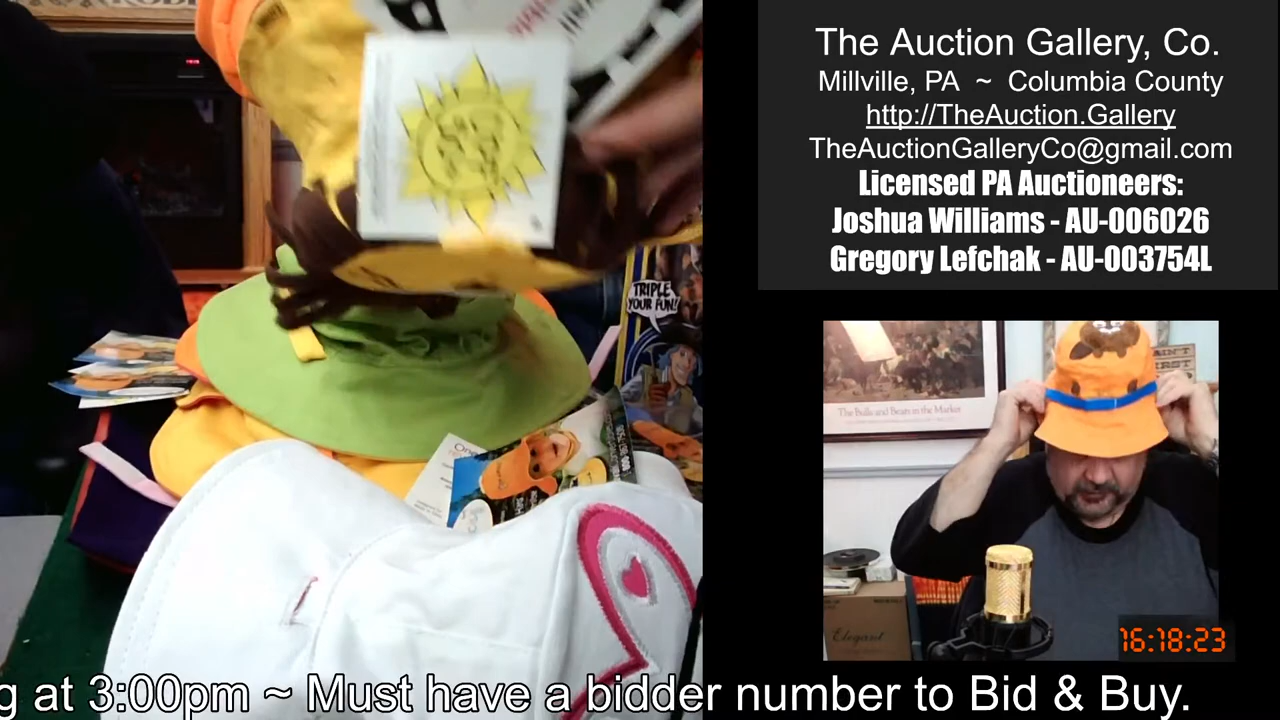 The Auction Gallery, Co.
Millville, PA ~ Columbia County
http://TheAuction.Gallery
TheAuctionGalleryCo@gmail.com
Licensed PA Auctioneers:
Joshua Williams - AU-006026
Gregory Lefchak - AU-003754L
TRIPLE
YOUR FUN!
The Bulls and Bears in the Market
AIN'T
Elegant
16:18:23
g at 3:00pm ~ Must have a bidder number to Bid & Buy.